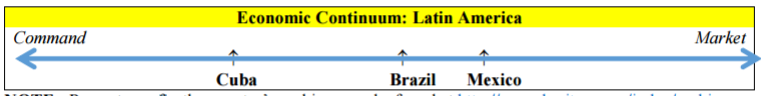 Economic Continuum: Latin America
Command Market
Cuba Brazil Mexico